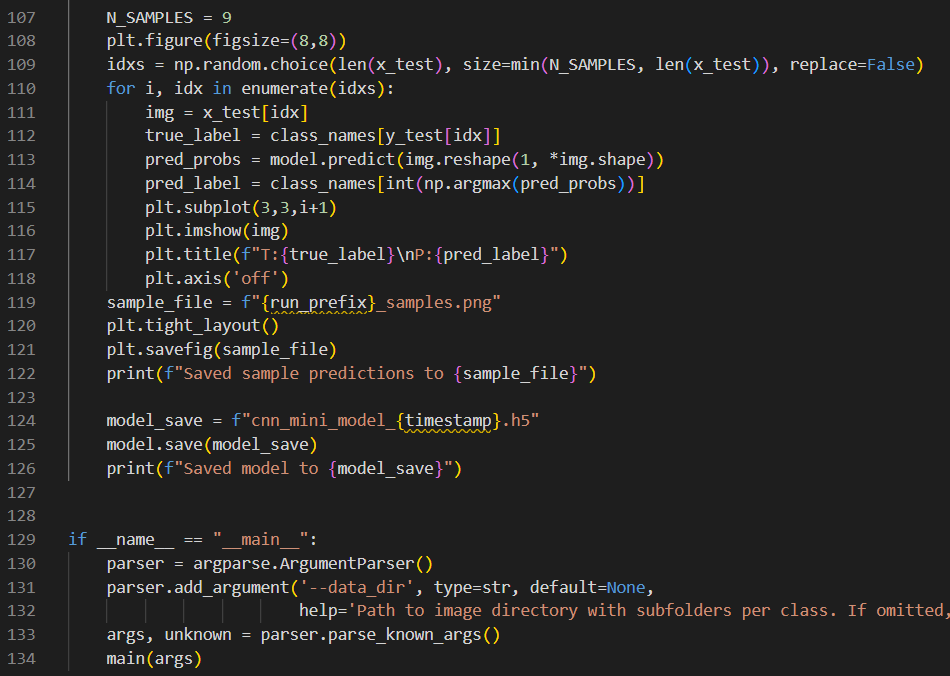 107 N_SAMPLES = 9
108 plt.figure(figsize=(8,8))
109 idxs = np.random.choice(len(x_test), size=min(N_SAMPLES, len(x_test)), replace=False)
110 for i, idx in enumerate(idxs):
111     img = x_test[idx]
112     true_label = class_names[y_test[idx]]
113     pred_probs = model.predict(img.reshape(1, *img.shape))
114     pred_label = class_names[int(np.argmax(pred_probs))]
115     plt.subplot(3,3,i+1)
116     plt.imshow(img)
117     plt.title(f"T:{true_label}\nP:{pred_label}")
118     plt.axis('off')
119 sample_file = f"{run_prefix}_samples.png"
120 plt.tight_layout()
121 plt.savefig(sample_file)
122 print(f"Saved sample predictions to {sample_file}")
123
124 model_save = f"cnn_mini_model_{timestamp}.h5"
125 model.save(model_save)
126 print(f"Saved model to {model_save}")
127
128
129 if __name__ == "__main__":
130     parser = argparse.ArgumentParser()
131     parser.add_argument('--data_dir', type=str, default=None,
132                         help='Path to image directory with subfolders per class. If omitted,
133     args, unknown = parser.parse_known_args()
134     main(args)